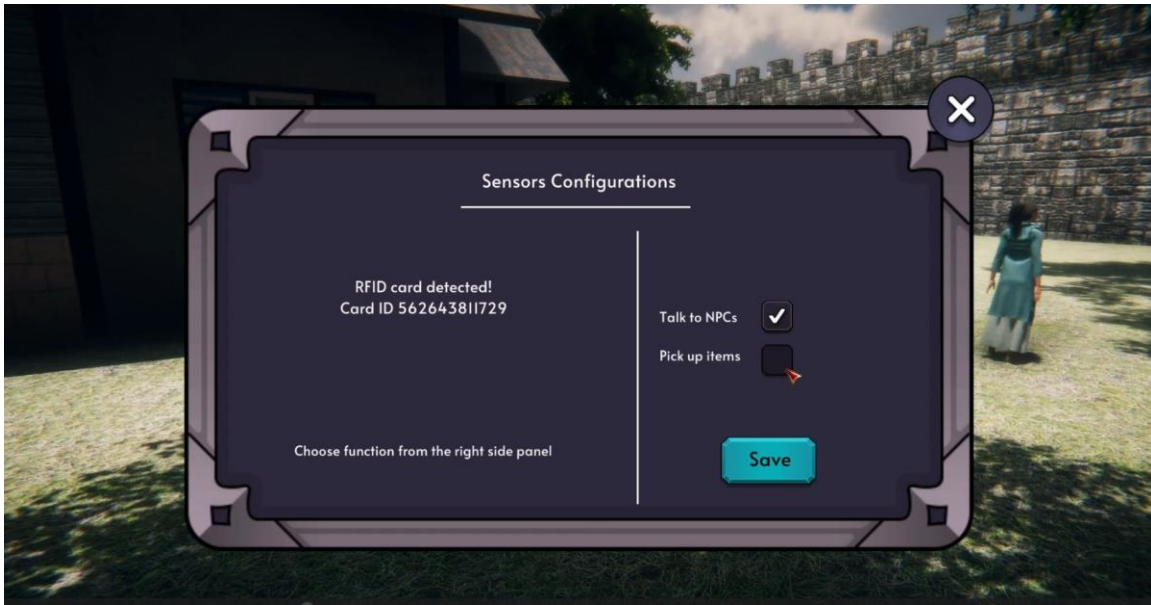 Sensors Configurations
RFID card detected!
Card ID 562643811729
Choose function from the right side panel
Talk to NPCs
Pick up items
Save